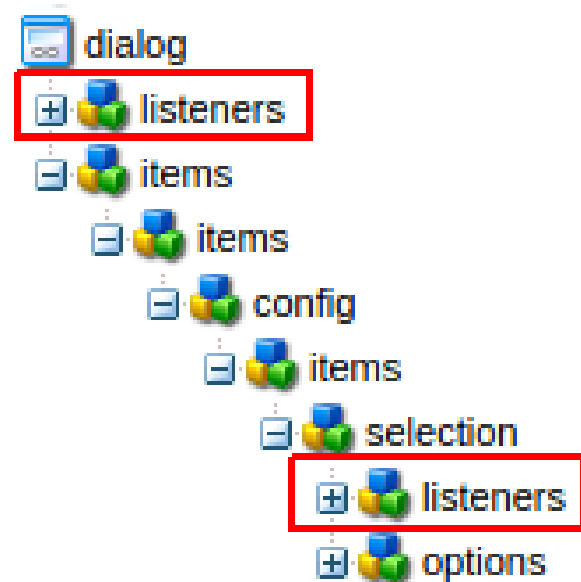 dialog
listeners
items
items
config
items
selection
listeners
options